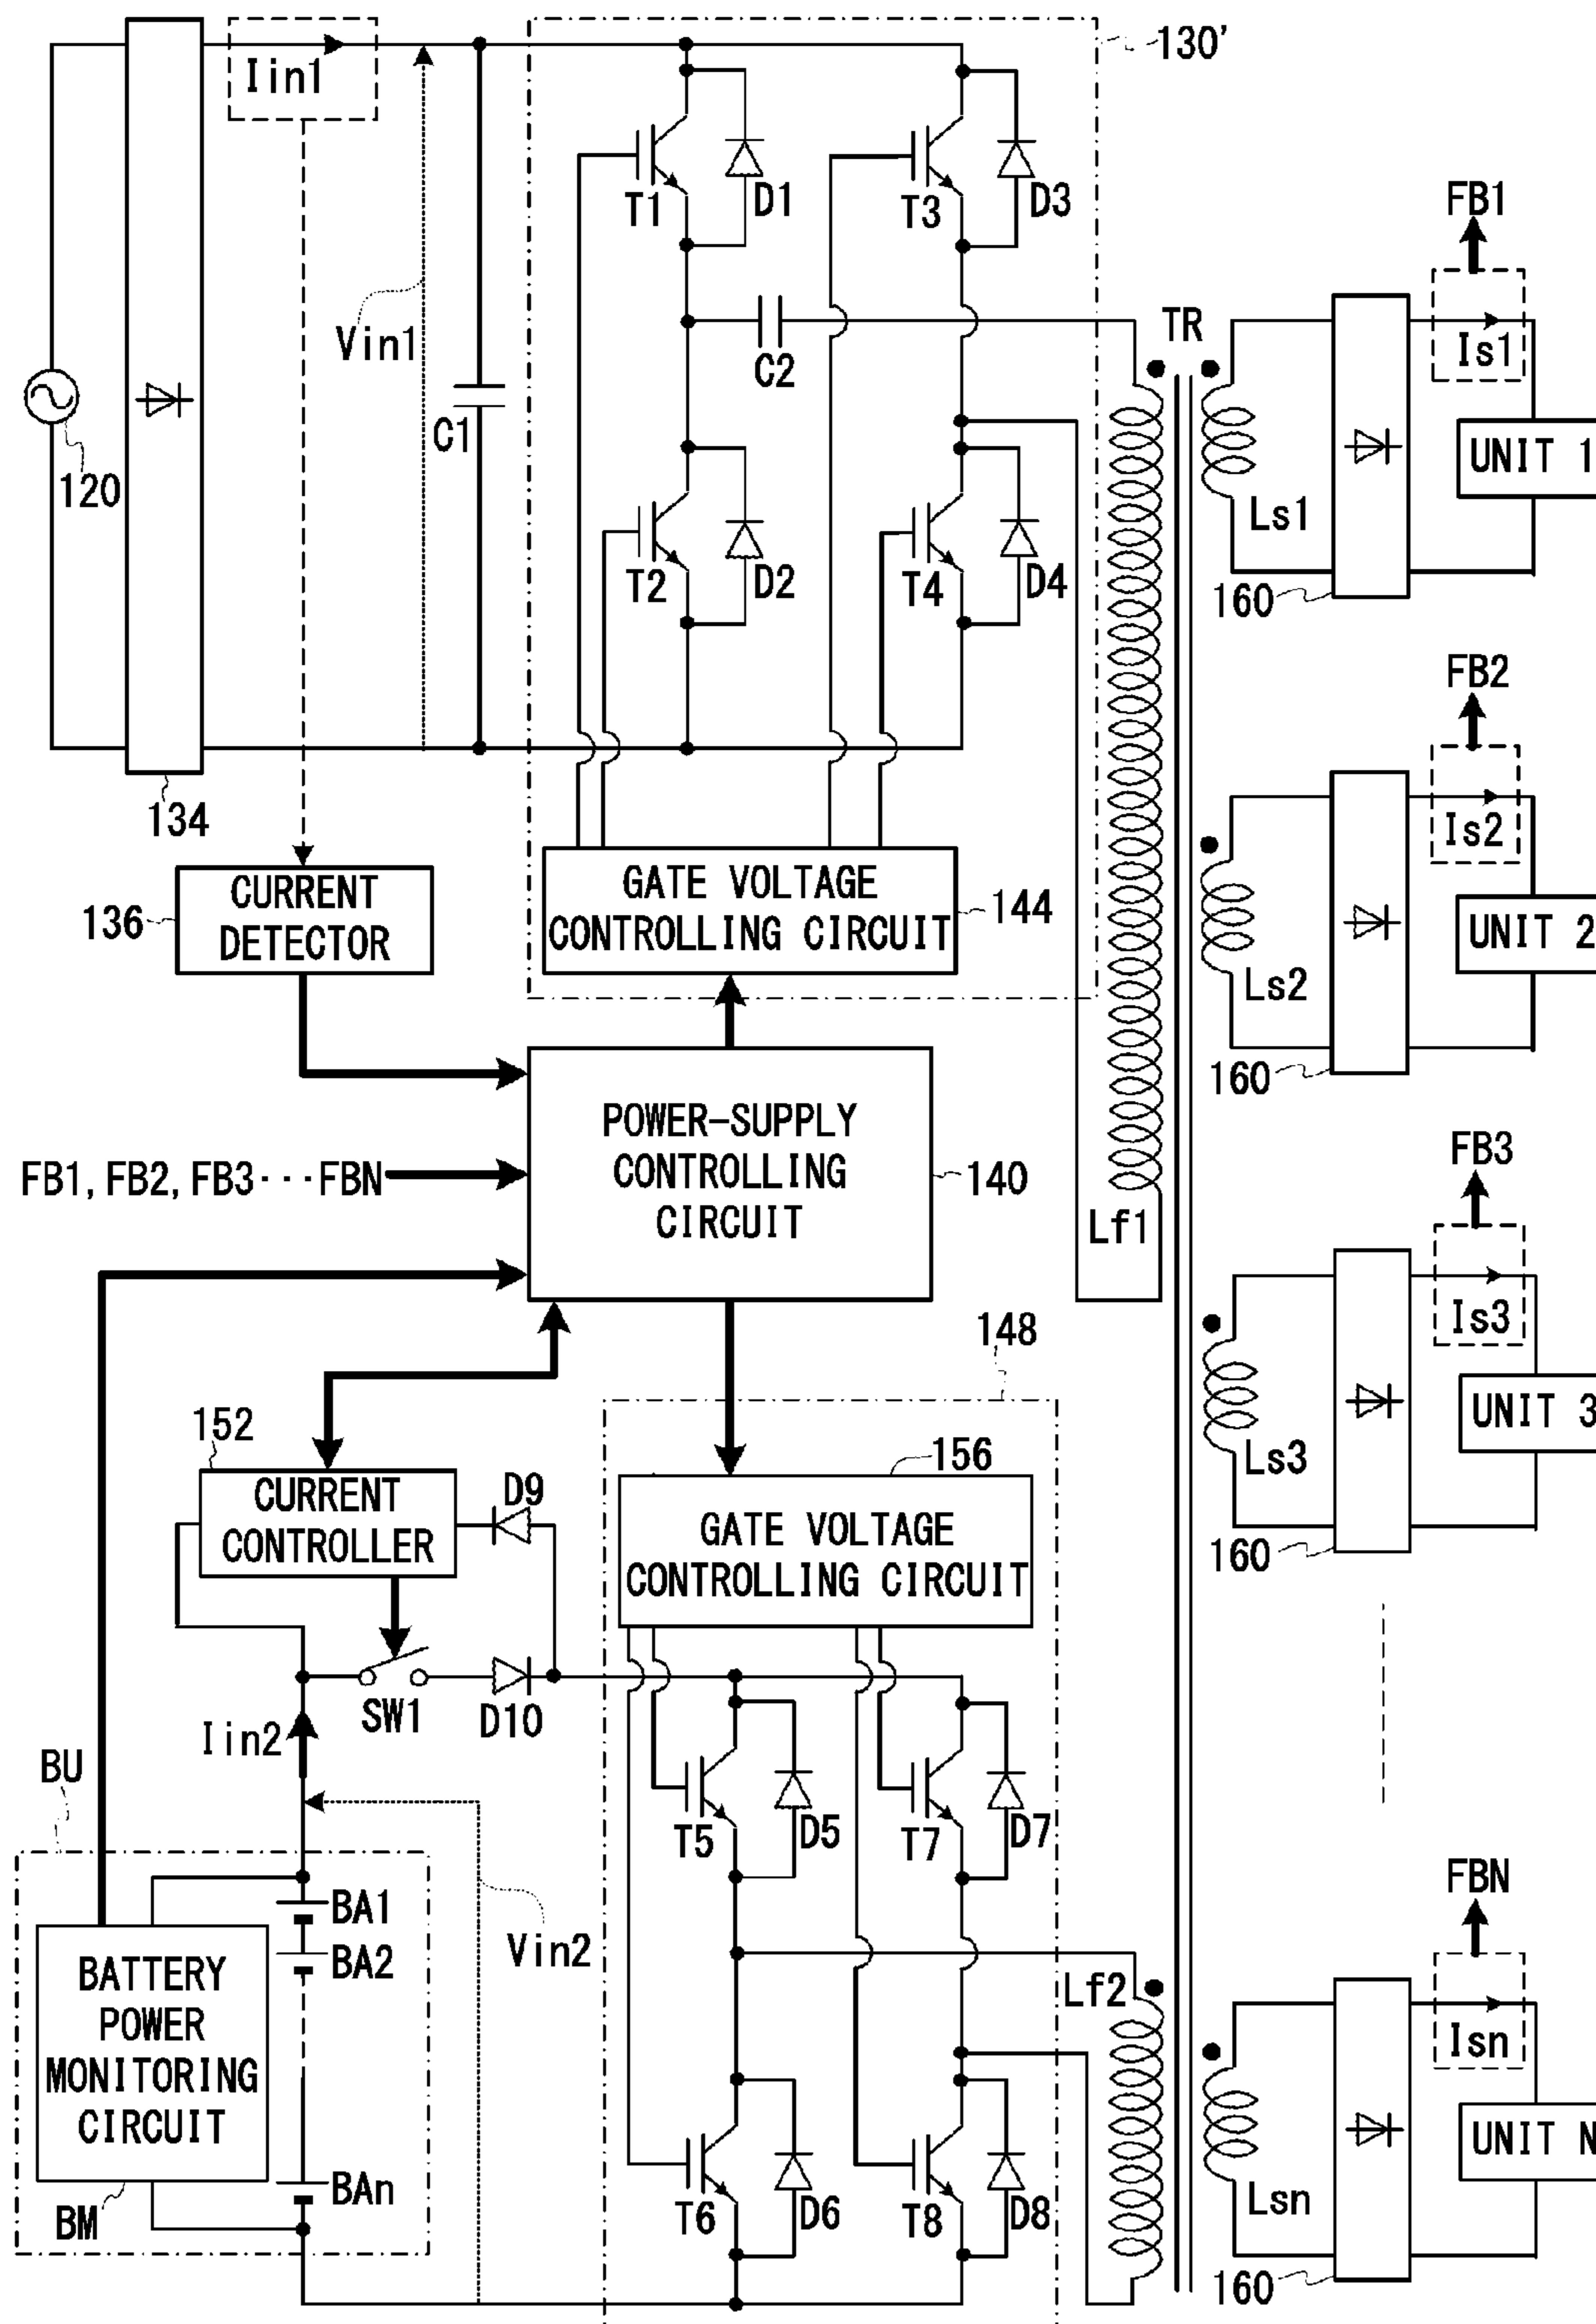 130'
Iin1
T1
D1
T3
D3
FB1
Vin1
C2
TR
Is1
C1
UNIT 1
120
Ls1
T2
D2
T4
D4
160
FB2
134
Is2
CURRENT
DETECTOR
136
GATE VOLTAGE
CONTROLLING CIRCUIT
144
UNIT 2
Ls2
160
POWER-SUPPLY
CONTROLLING
CIRCUIT
140
FB1, FB2, FB3···FBN
FB3
Lf1
Is3
148
152
UNIT 3
CURRENT
CONTROLLER
D9
156
GATE VOLTAGE
CONTROLLING CIRCUIT
Ls3
160
SW1
D10
Iin2
BU
T5
D5
T7
D7
FBN
BA1
BA2
Vin2
BATTERY
POWER
MONITORING
CIRCUIT
Lf2
Isn
UNIT N
BAn
BM
T6
D6
T8
D8
Lsn
160